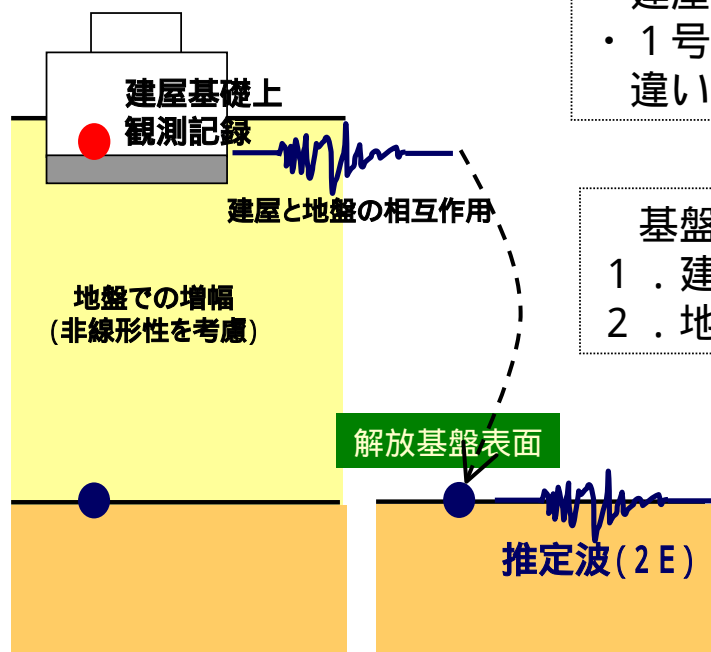 建屋基礎上
観測記録
建屋と地盤の相互作用
地盤での増幅
(非線形性を考慮)
解放基盤表面
推定波(2E)
・1号
違い
基盤
1.建
2.地